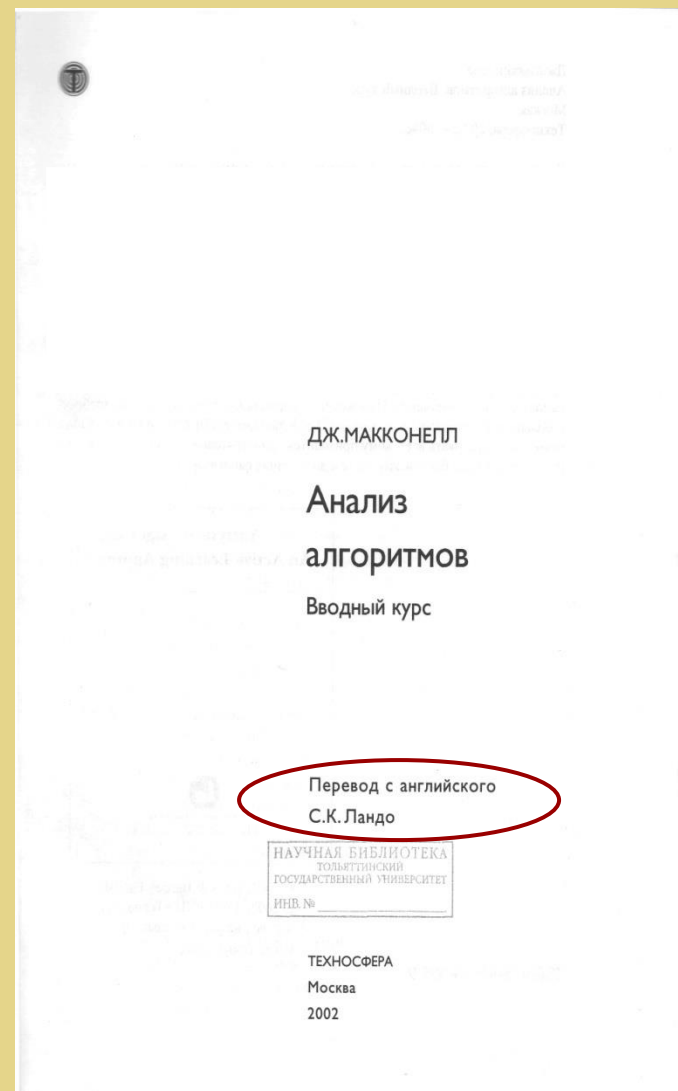 ДЖ.МАККОНЕЛЛ
Анализ
алгоритмов
Вводный курс
Перевод с английского
С.К.Ландо
НАУЧНАЯ БИБЛИОТЕКА
ТОЛЬЯТТИНСКИЙ
ГОСУДАРСТВЕННЫЙ УНИВЕРСИТЕТ
ИНВ. №
ТЕХНОСФЕРА
Москва
2002